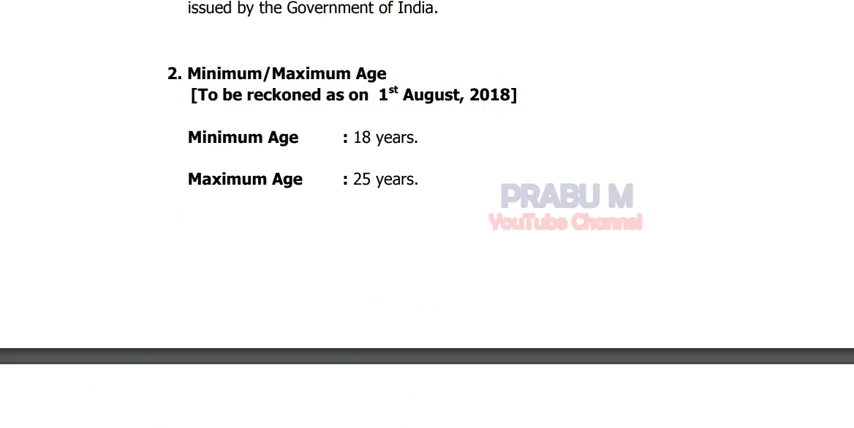 issued by the Government of India.
2. Minimum/Maximum Age
[To be reckoned as on 1st August, 2018]
Minimum Age : 18 years.
Maximum Age : 25 years.
PRABU M
YouTube Channel